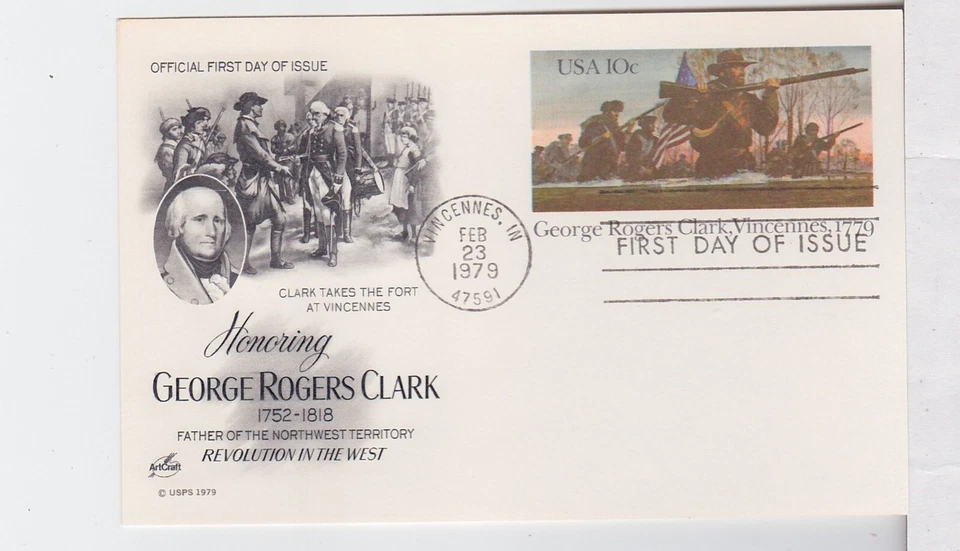 OFFICIAL FIRST DAY OF ISSUE
USA 10c
George Rogers Clark, Vincennes, 1779
VINCENNES, IN
FEB
23
1979
47591
FIRST DAY OF ISSUE
CLARK TAKES THE FORT
AT VINCENNES
Honoring
GEORGE ROGERS CLARK
1752-1818
FATHER OF THE NORTHWEST TERRITORY
REVOLUTION IN THE WEST
ArtCraft
© USPS 1979